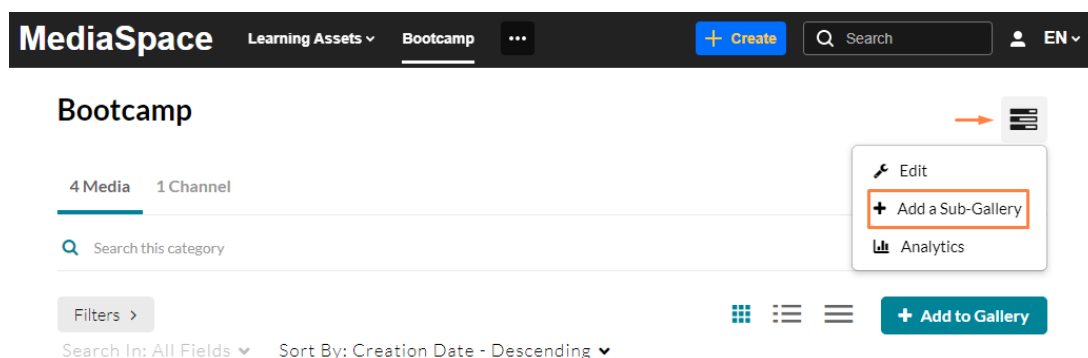 MediaSpace Learning Assets Bootcamp ... + Create Search EN
Bootcamp
Edit
4 Media 1 Channel
+ Add a Sub-Gallery
Search this category
Analytics
Filters >
+ Add to Gallery
Search In: All Fields Sort By: Creation Date - Descending